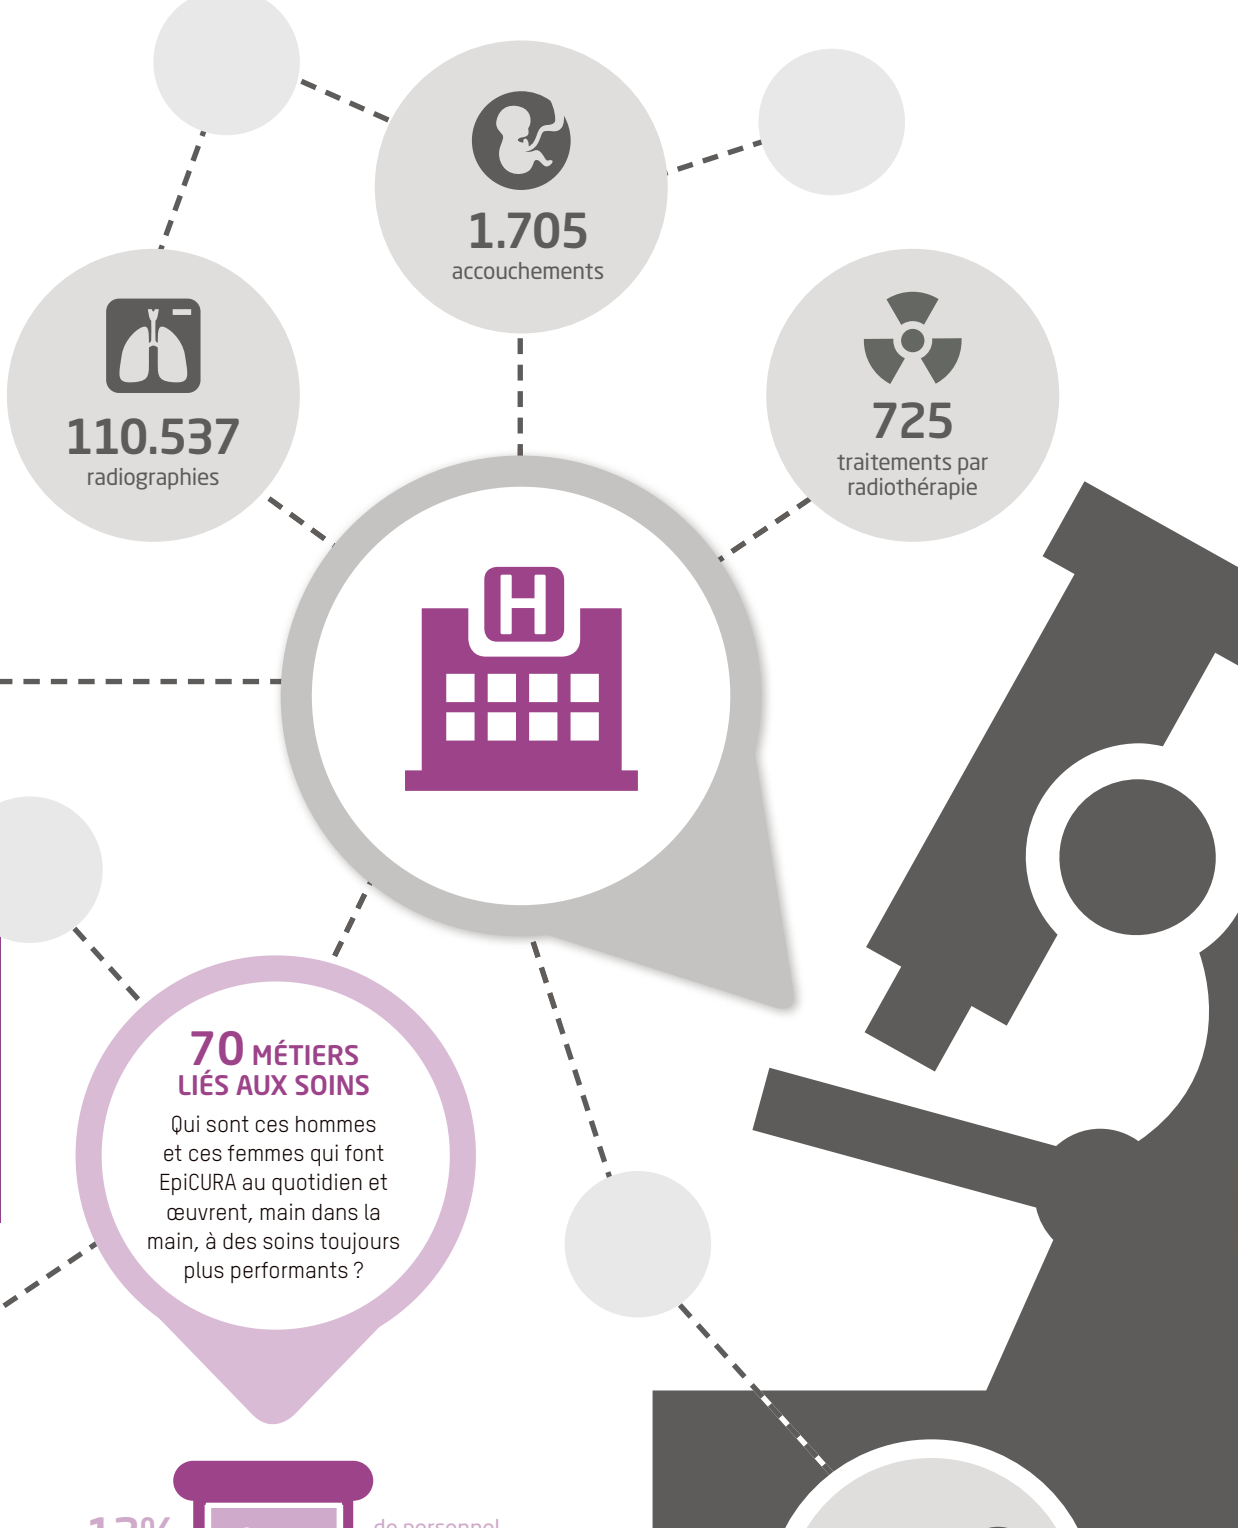 1.705
accouchements
110.537
radiographies
725
traitements par
radiothérapie
H
70 MÉTIERS
LIÉS AUX SOINS
Qui sont ces hommes
et ces femmes qui font
EpiCURA au quotidien et
œuvrent, main dans la
main, à des soins toujours
plus performants ?
de personnel